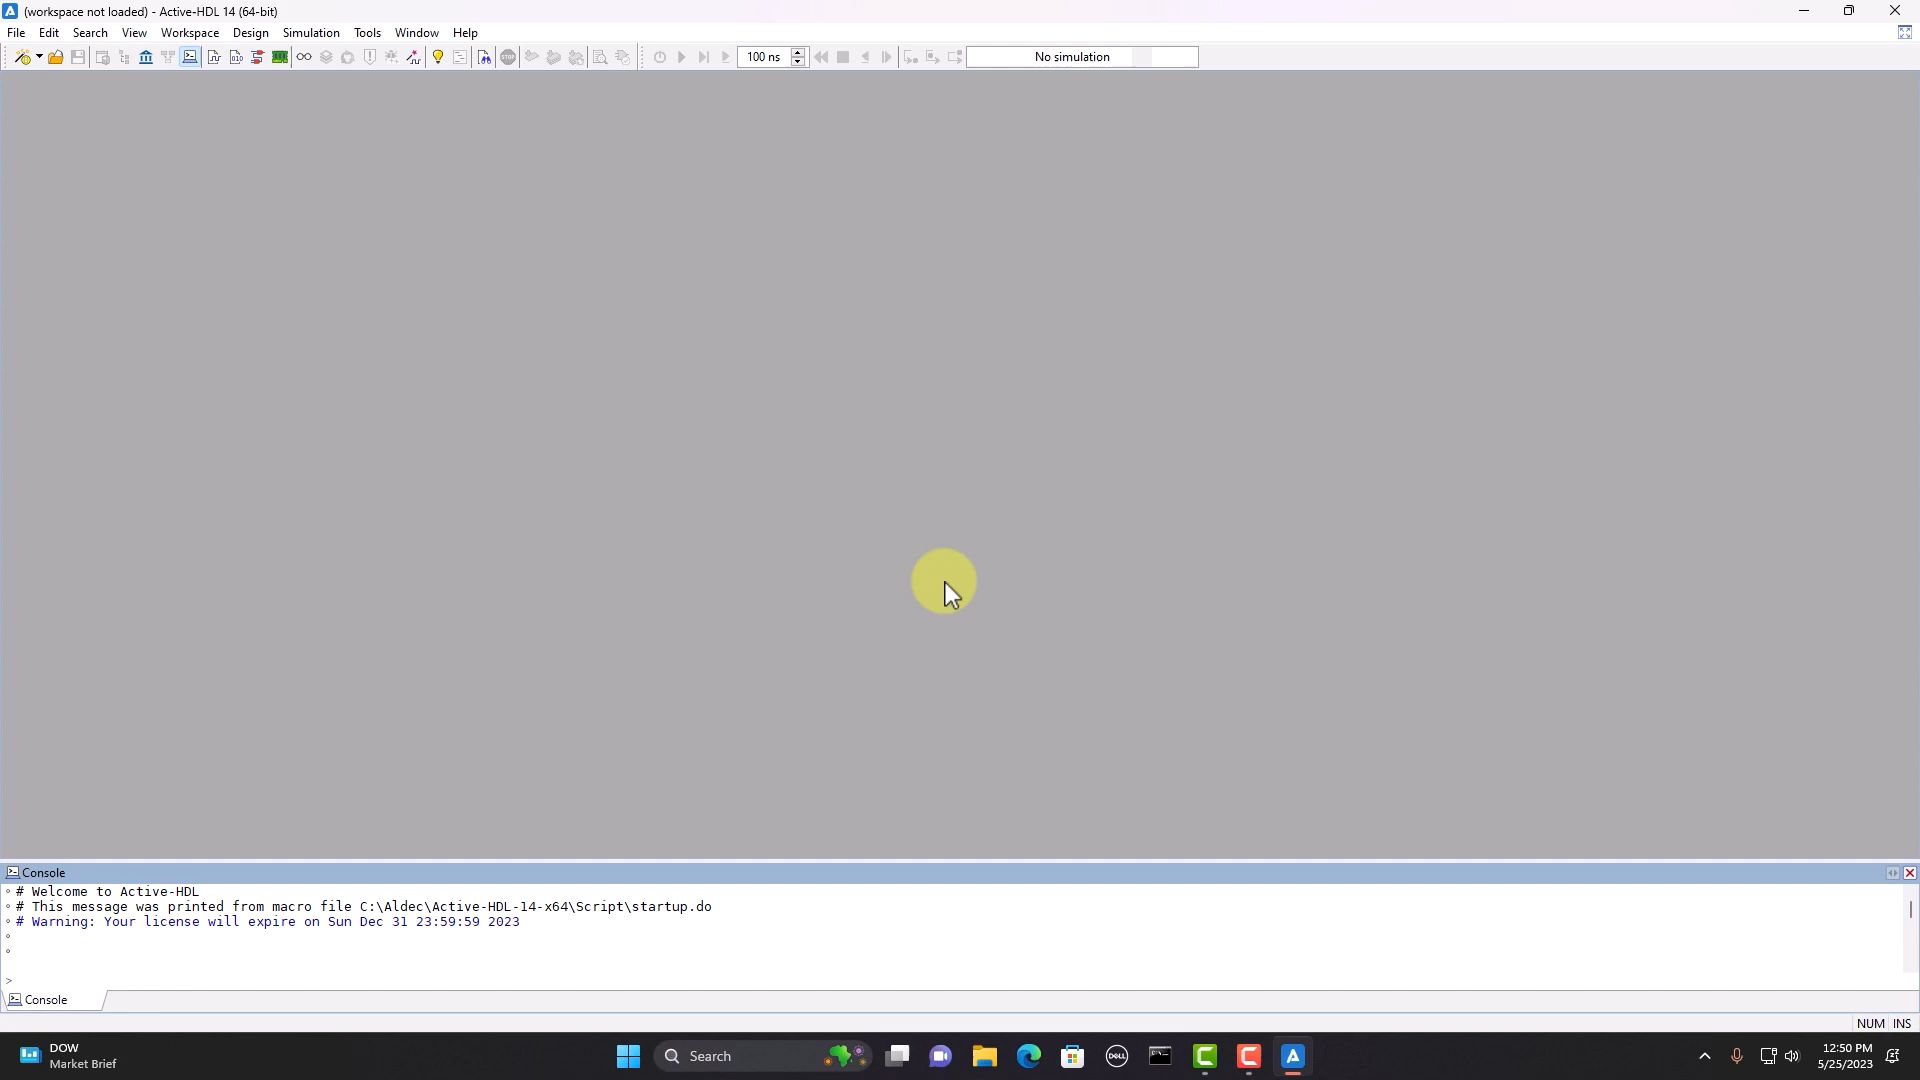 (workspace not loaded) - Active-HDL 14 (64-bit)
File Edit Search View Workspace Design Simulation Tools Window Help
100 ns No simulation
Console
# Welcome to Active-HDL
# This message was printed from macro file C:\Aldec\Active-HDL-14-x64\Script\startup.do
# Warning: Your license will expire on Sun Dec 31 23:59:59 2023
>
Console
NUM INS
DOW
Market Brief
Search
DELL
12:50 PM
5/25/2023